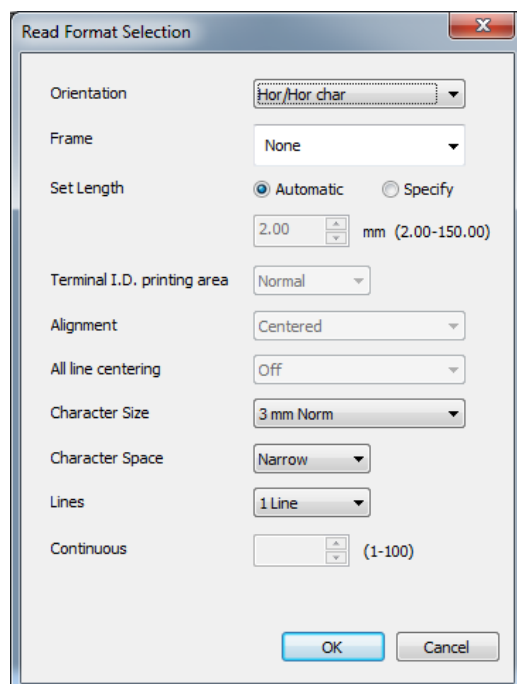 Read Format Selection
Orientation Hor/Hor char
Frame None
Set Length Automatic Specify
2.00 mm (2.00-150.00)
Terminal I.D. printing area Normal
Alignment Centered
All line centering Off
Character Size 3 mm Norm
Character Space Narrow
Lines 1 Line
Continuous (1-100)
OK Cancel